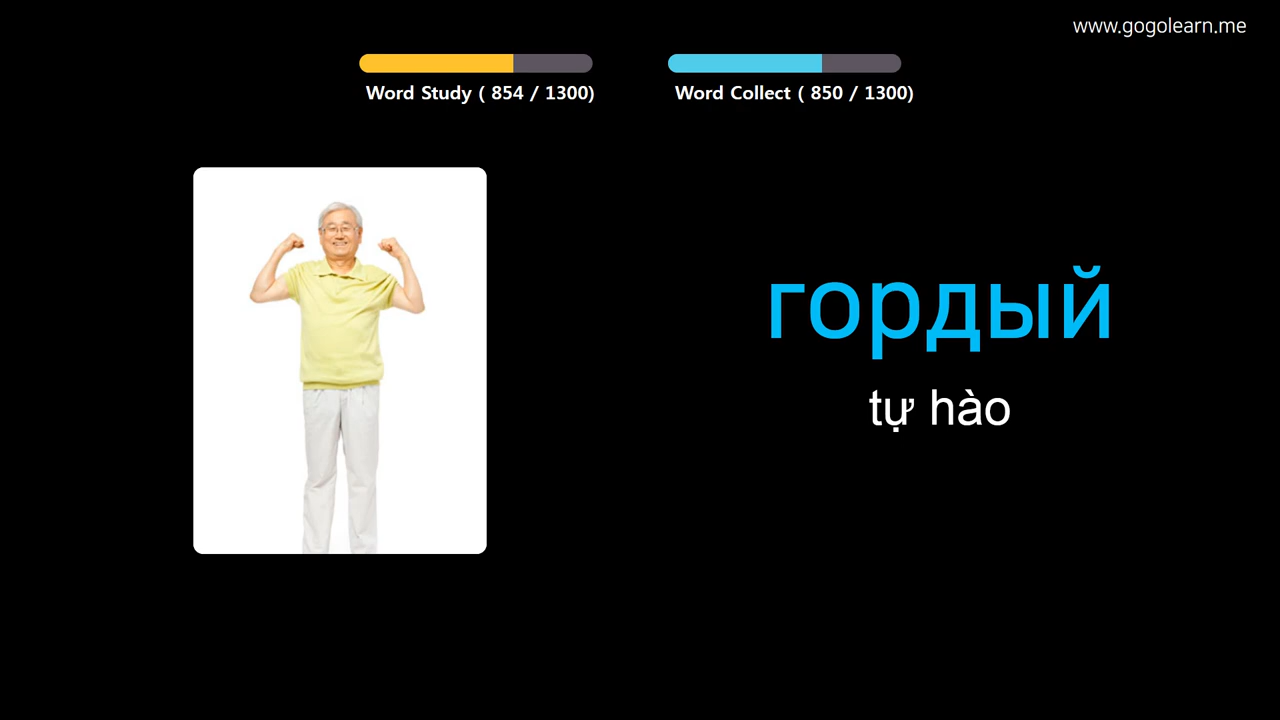 www.gogolearn.me
Word Study ( 854 / 1300)
Word Collect ( 850 / 1300)
гордый
tự hào